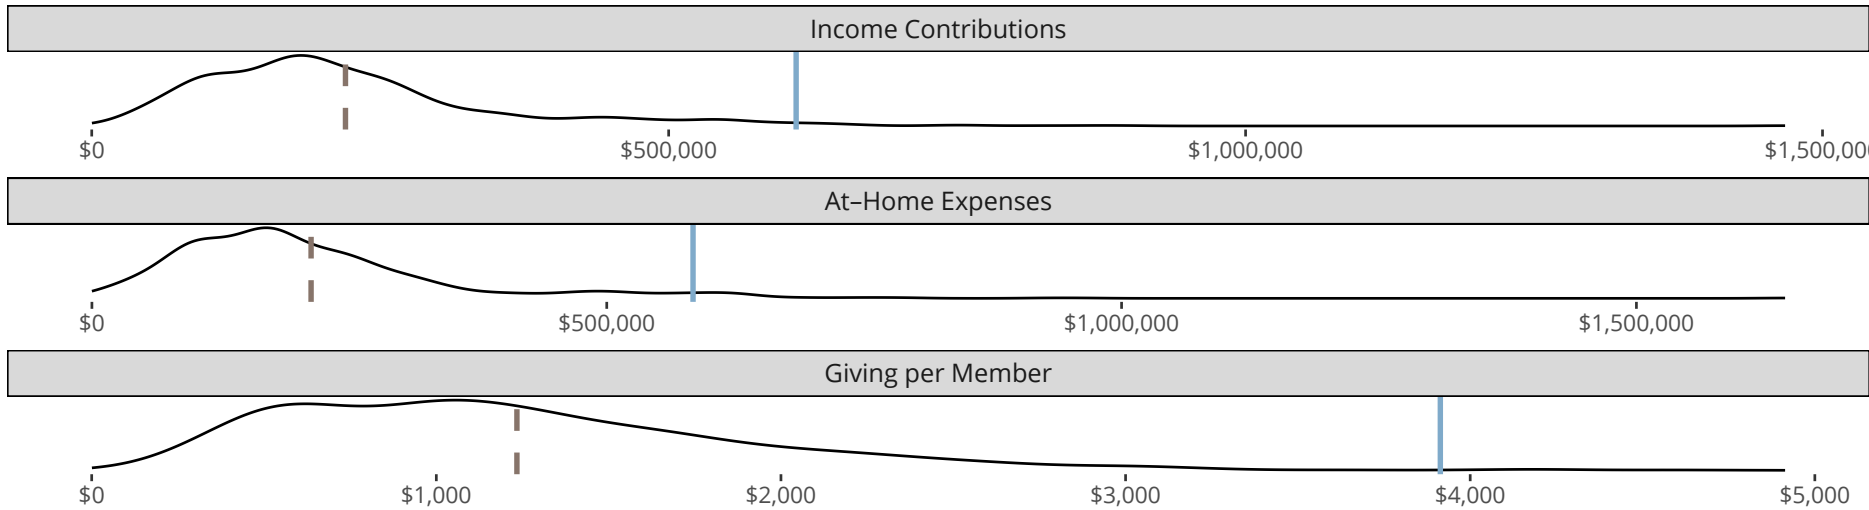 Income Contributions
$0 $500,000 $1,000,000 $1,500,00
At–Home Expenses
$0 $500,000 $1,000,000 $1,500,000
Giving per Member
$0 $1,000 $2,000 $3,000 $4,000 $5,000